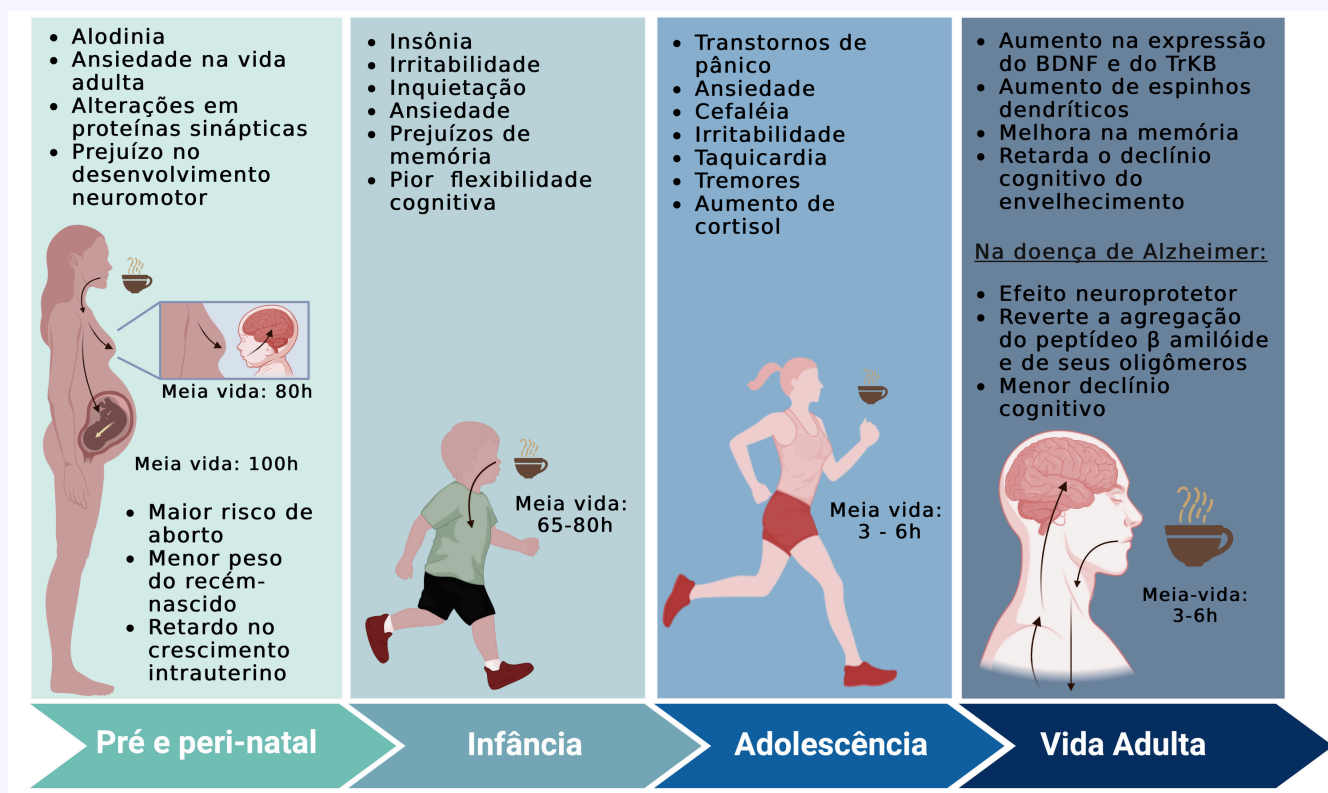 • Alodinia
• Ansiedade na vida
adulta
• Alterações em
proteínas sinápticas
• Prejuízo no
desenvolvimento
neuromotor
Meia vida: 80h
Meia vida: 100h
• Maior risco de
aborto
• Menor peso
do recém-
nascido
• Retardo no
crescimento
intrauterino
Pré e peri-natal
• Insônia
• Irritabilidade
• Inquietação
• Ansiedade
• Prejuízos de
memória
• Pior flexibilidade
cognitiva
Meia vida:
65-80h
Infância
• Transtornos de
pânico
• Ansiedade
• Cefaléia
• Irritabilidade
• Taquicardia
• Tremores
• Aumento de
cortisol
Meia vida:
3 - 6h
Adolescência
• Aumento na expressão
do BDNF e do TrKB
• Aumento de espinhos
dendríticos
• Melhora na memória
• Retarda o declínio
cognitivo do
envelhecimento
Na doença de Alzheimer:
• Efeito neuroprotetor
• Reverte a agregação
do peptídeo β amilóide
e de seus oligômeros
• Menor declínio
cognitivo
Meia-vida:
3-6h
Vida Adulta